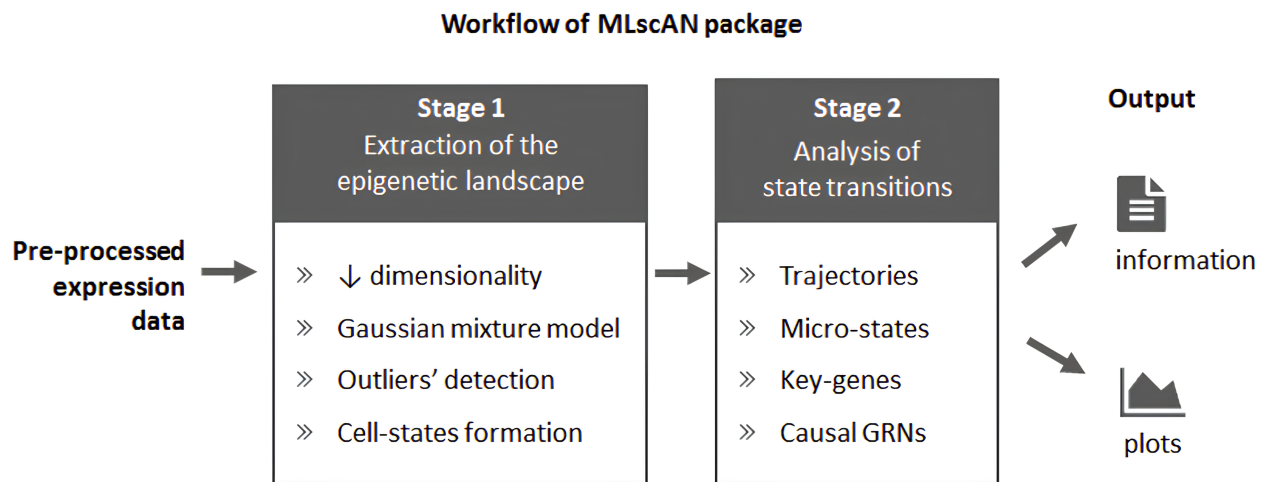 Workflow of MLscAN package
Pre-processed
expression
data
Stage 1
Extraction of the
epigenetic landscape
» ↓ dimensionality
» Gaussian mixture model
» Outliers’ detection
» Cell-states formation
Stage 2
Analysis of
state transitions
» Trajectories
» Micro-states
» Key-genes
» Causal GRNs
Output
information
plots